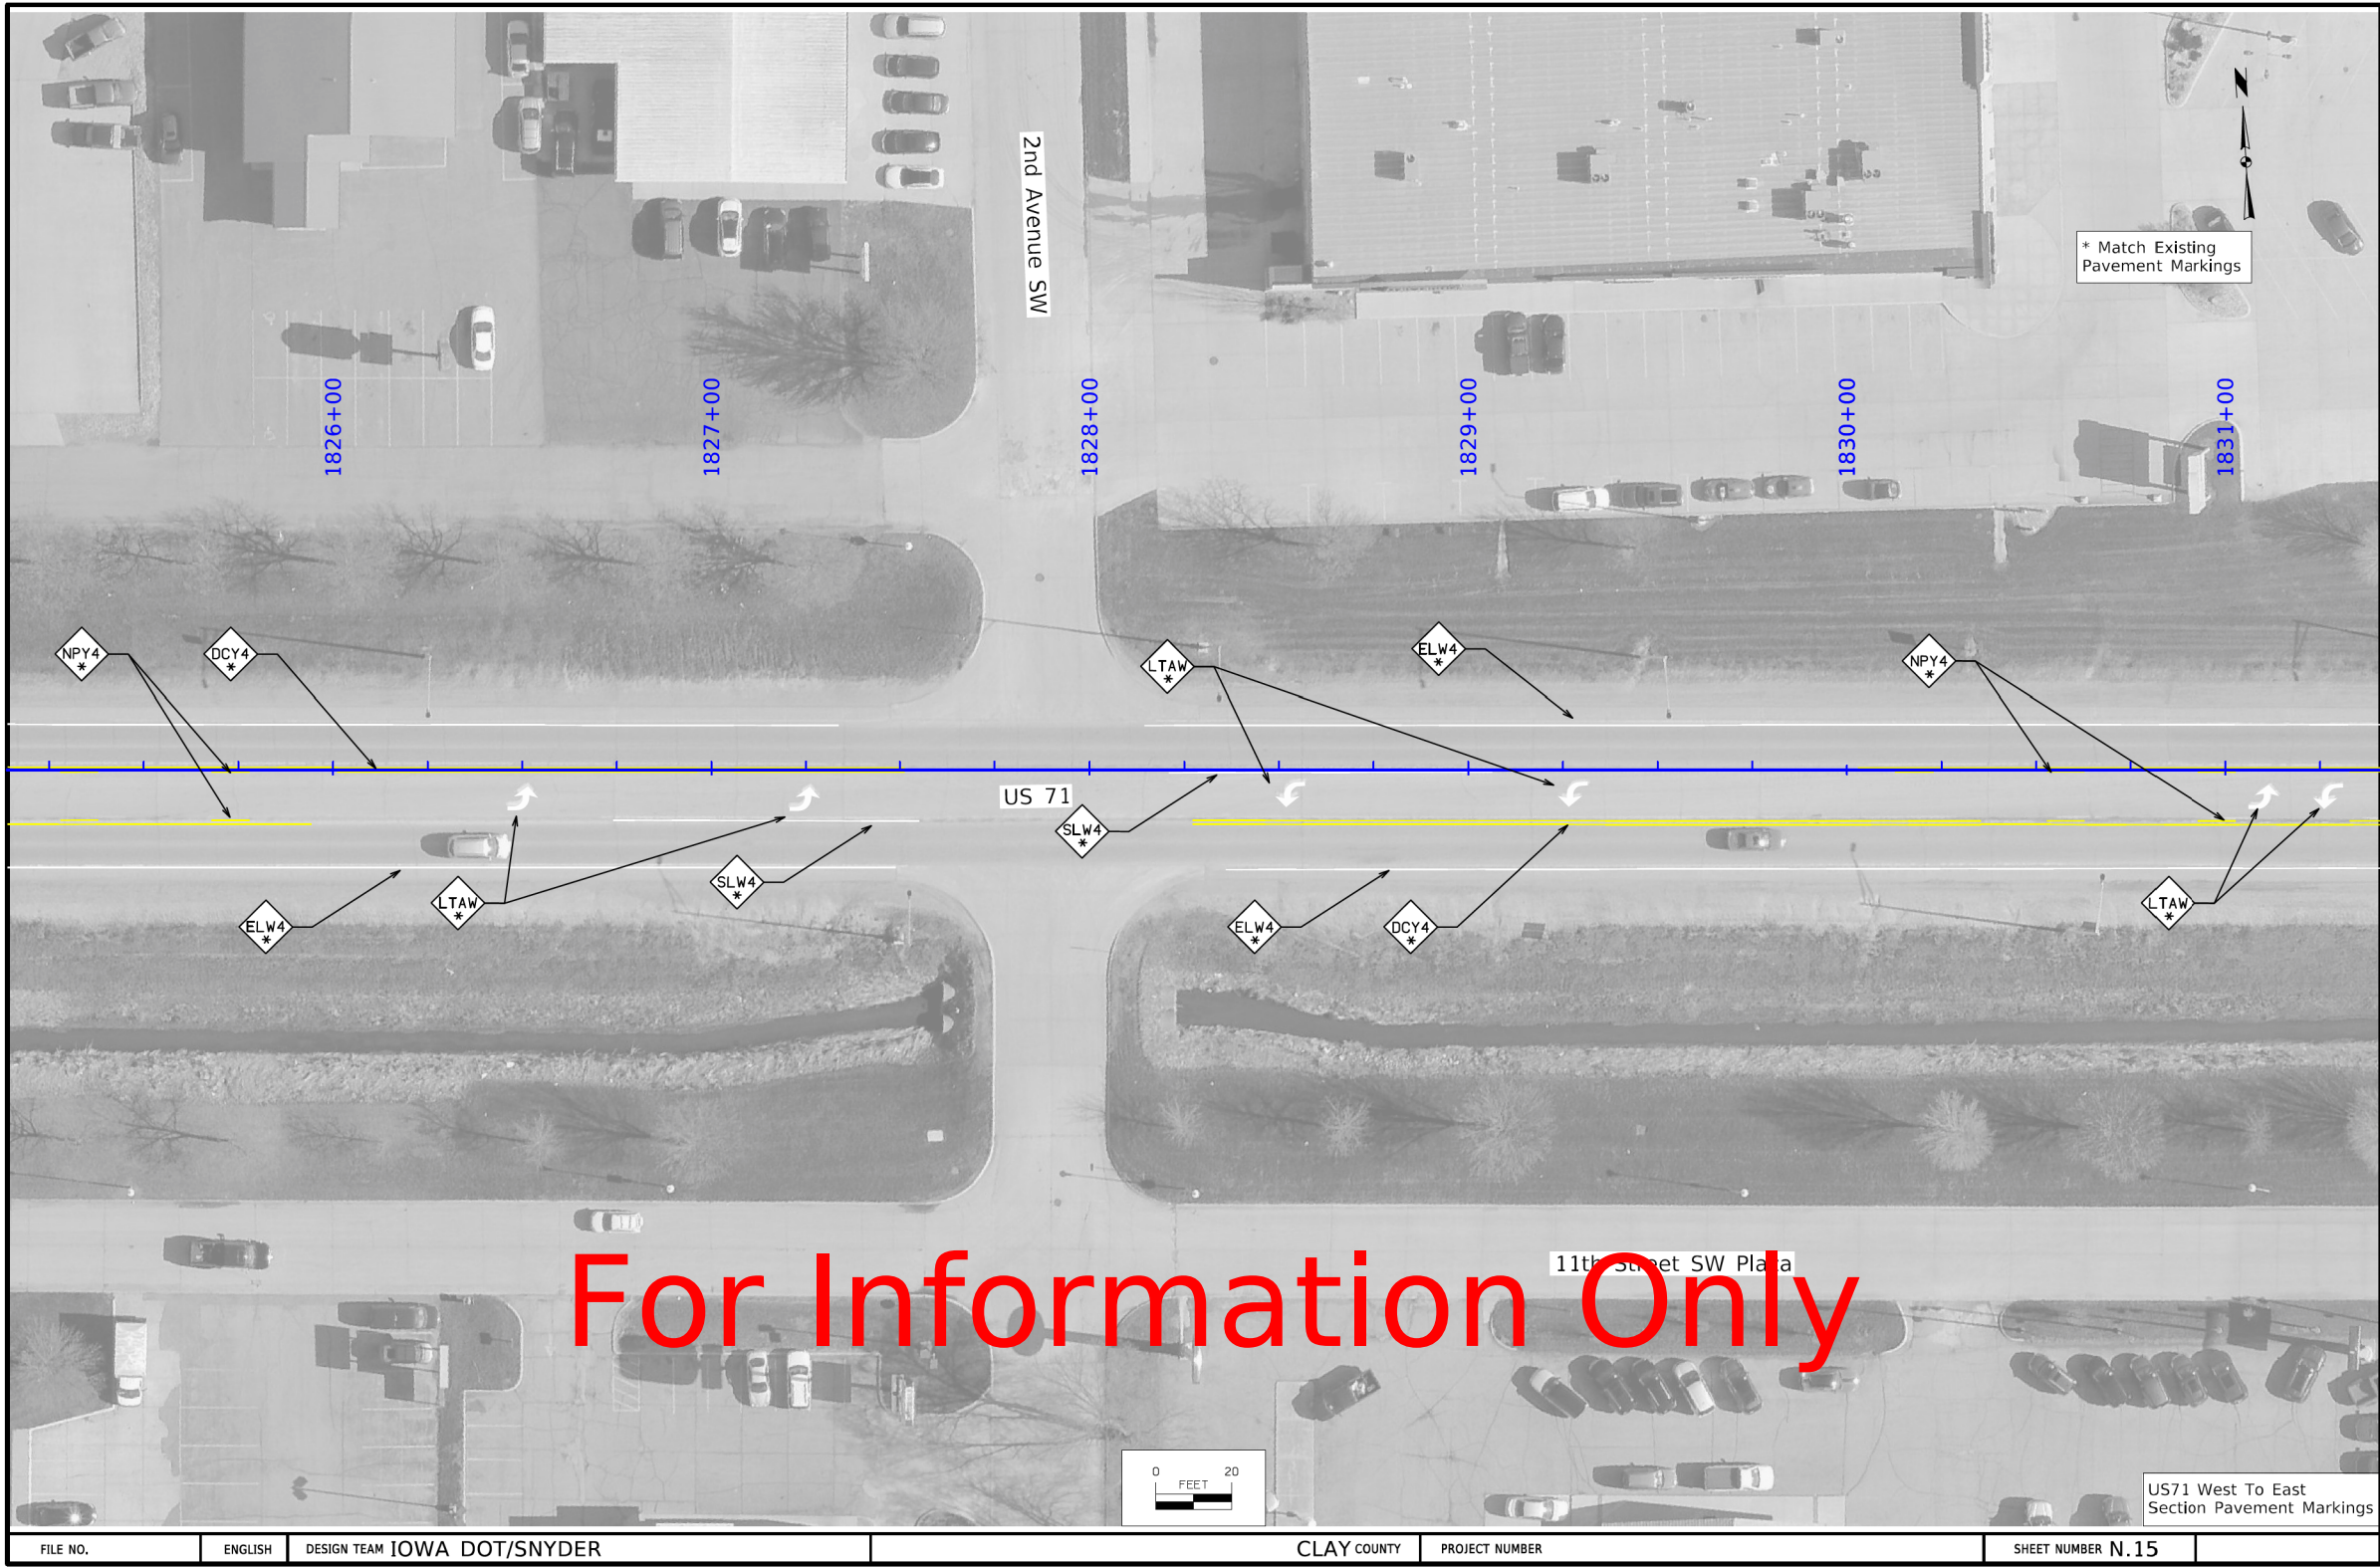 2nd Avenue SW
* Match Existing
Pavement Markings
1826+00
1827+00
1828+00
1829+00
1830+00
1831+00
NPY4
*
DCY4
*
LTAW
*
ELW4
*
NPY4
*
US 71
SLW4
*
SLW4
*
LTAW
*
ELW4
*
ELW4
*
DCY4
*
LTAW
*
11th Street SW Plaza
For Information Only
0 20
FEET
US71 West To East
Section Pavement Markings
FILE NO. ENGLISH DESIGN TEAM IOWA DOT/SNYDER CLAY COUNTY PROJECT NUMBER SHEET NUMBER N.15